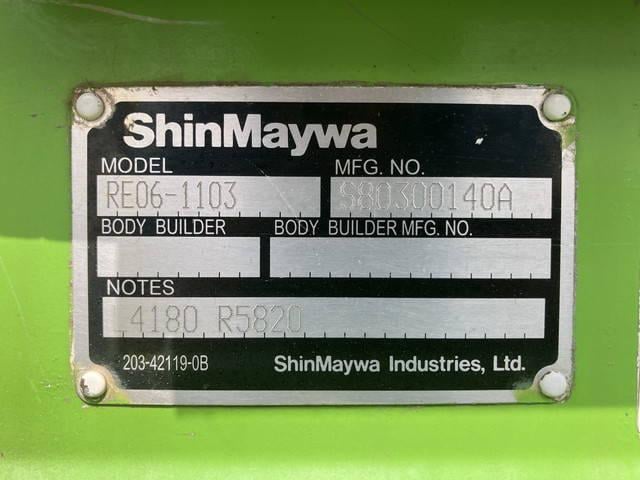 ShinMaywa
MODEL MFG. NO.
RE06-1103 S80300140A
BODY BUILDER BODY BUILDER MFG. NO.
NOTES
L4180 R5820
203-42119-0B ShinMaywa Industries, Ltd.